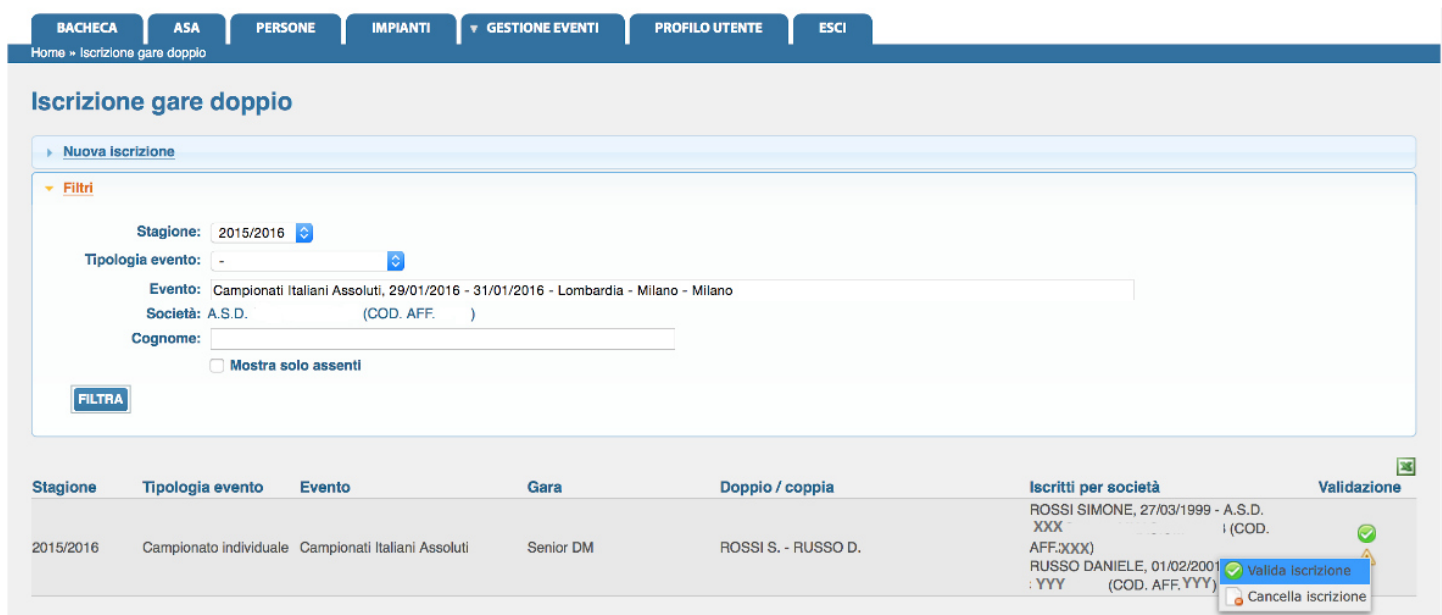 BACHECA ASA PERSONE IMPIANTI GESTIONE EVENTI PROFILO UTENTE ESCI
Home » Iscrizione gare doppio
Iscrizione gare doppio
Nuova iscrizione
Filtri
Stagione: 2015/2016
Tipologia evento: -
Evento: Campionati Italiani Assoluti, 29/01/2016 - 31/01/2016 - Lombardia - Milano - Milano
Società: A.S.D. (COD. AFF. )
Cognome:
Mostra solo assenti
FILTRA
Stagione Tipologia evento Evento Gara Doppio / coppia Iscritti per società Validazione
ROSSI SIMONE, 27/03/1999 - A.S.D.
XXX (COD.
2015/2016 Campionato individuale Campionati Italiani Assoluti Senior DM ROSSI S. - RUSSO D. AFF.XXX)
RUSSO DANIELE, 01/02/2001 Valida iscrizione
YYY (COD. AFF. YYY)
Cancella iscrizione